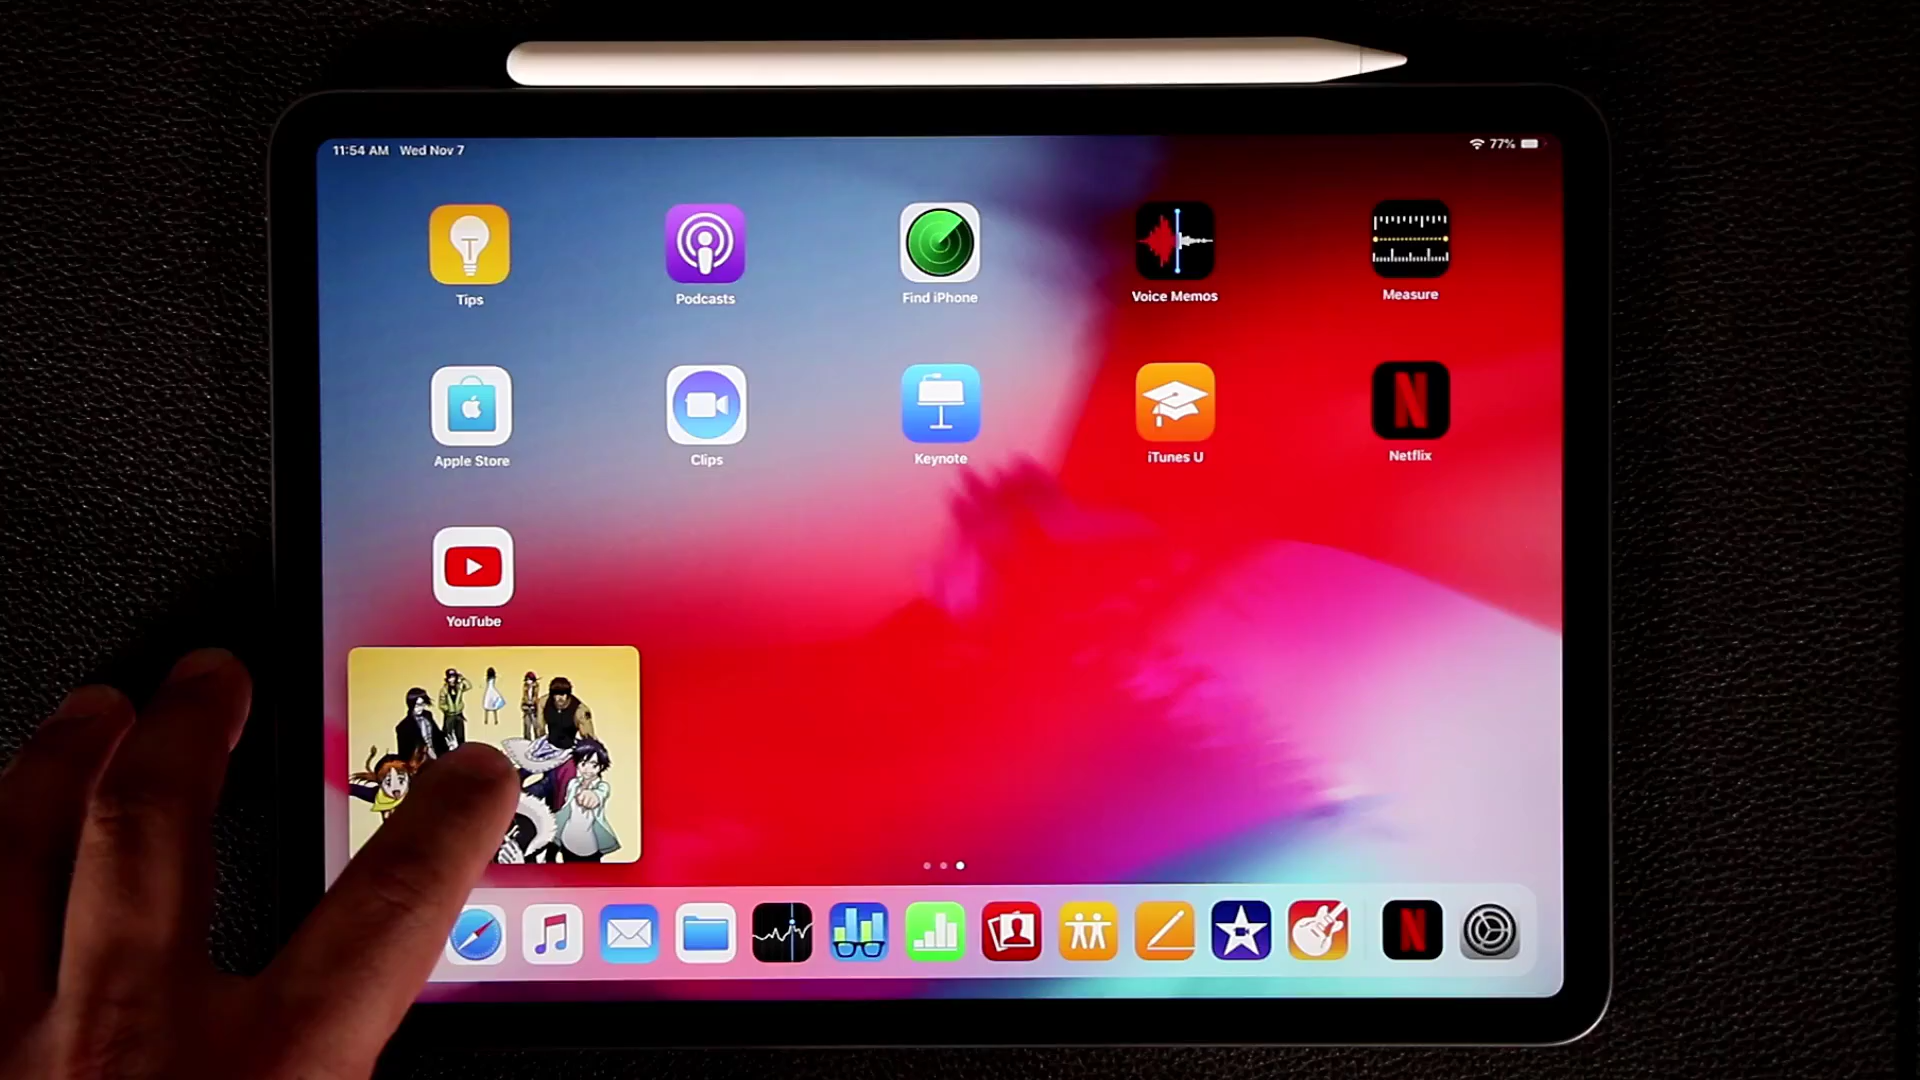 11:54 AM Wed Nov 7
77%
Tips
Podcasts
Find iPhone
Voice Memos
Measure
Apple Store
Clips
Keynote
iTunes U
Netflix
YouTube